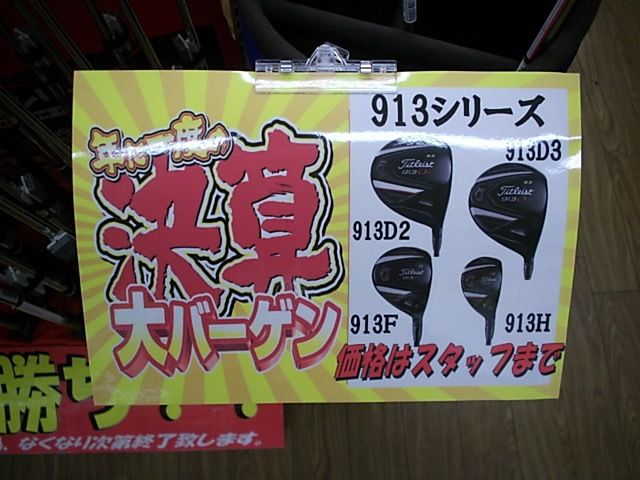 年に一度の
決算
大バーゲン
913シリーズ
Titleist
913D2
Titleist
913D3
913F
Titleist
913H
価格はスタッフまで
勝ち!!
なくなり次第終了致します。